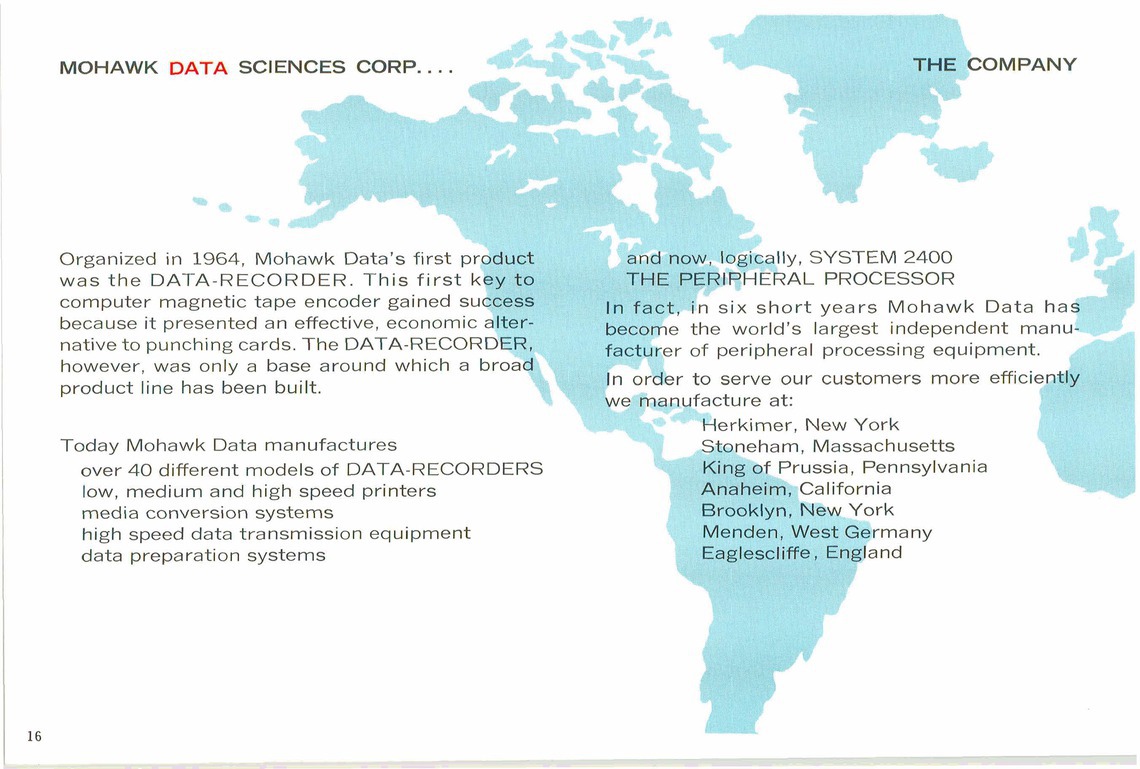 MOHAWK DATA SCIENCES CORP....
THE COMPANY
Organized in 1964, Mohawk Data's first product
was the DATA-RECORDER. This first key to
computer magnetic tape encoder gained success
because it presented an effective, economic alter-
native to punching cards. The DATA-RECORDER,
however, was only a base around which a broad
product line has been built.
Today Mohawk Data manufactures
over 40 different models of DATA-RECORDERS
low, medium and high speed printers
media conversion systems
high speed data transmission equipment
data preparation systems
and now, logically, SYSTEM 2400
THE PERIPHERAL PROCESSOR
In fact, in six short years Mohawk Data has
become the world's largest independent manu-
facturer of peripheral processing equipment.
In order to serve our customers more efficiently
we manufacture at:
Herkimer, New York
Stoneham, Massachusetts
King of Prussia, Pennsylvania
Anaheim, California
Brooklyn, New York
Menden, West Germany
Eaglescliffe, England
16